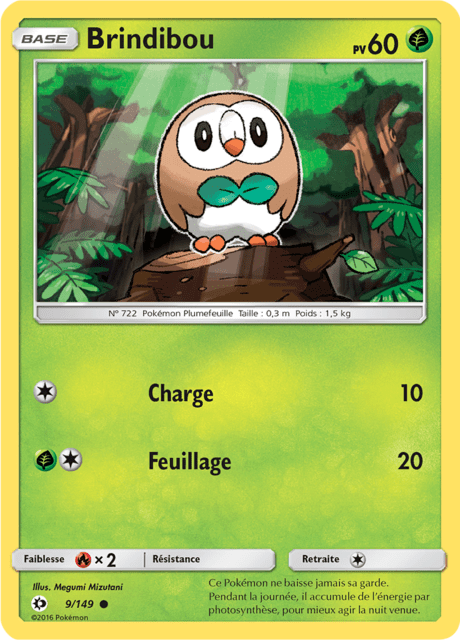 BASE Brindibou PV60
N° 722 Pokémon Plumefeuille Taille : 0,3 m Poids : 1,5 kg
Charge 10
Feuillage 20
Faiblesse × 2 Résistance Retraite
Illus. Megumi Mizutani
9/149
©2016 Pokémon
Ce Pokémon ne baisse jamais sa garde.
Pendant la journée, il accumule de l'énergie par
photosynthèse, pour mieux agir la nuit venue.